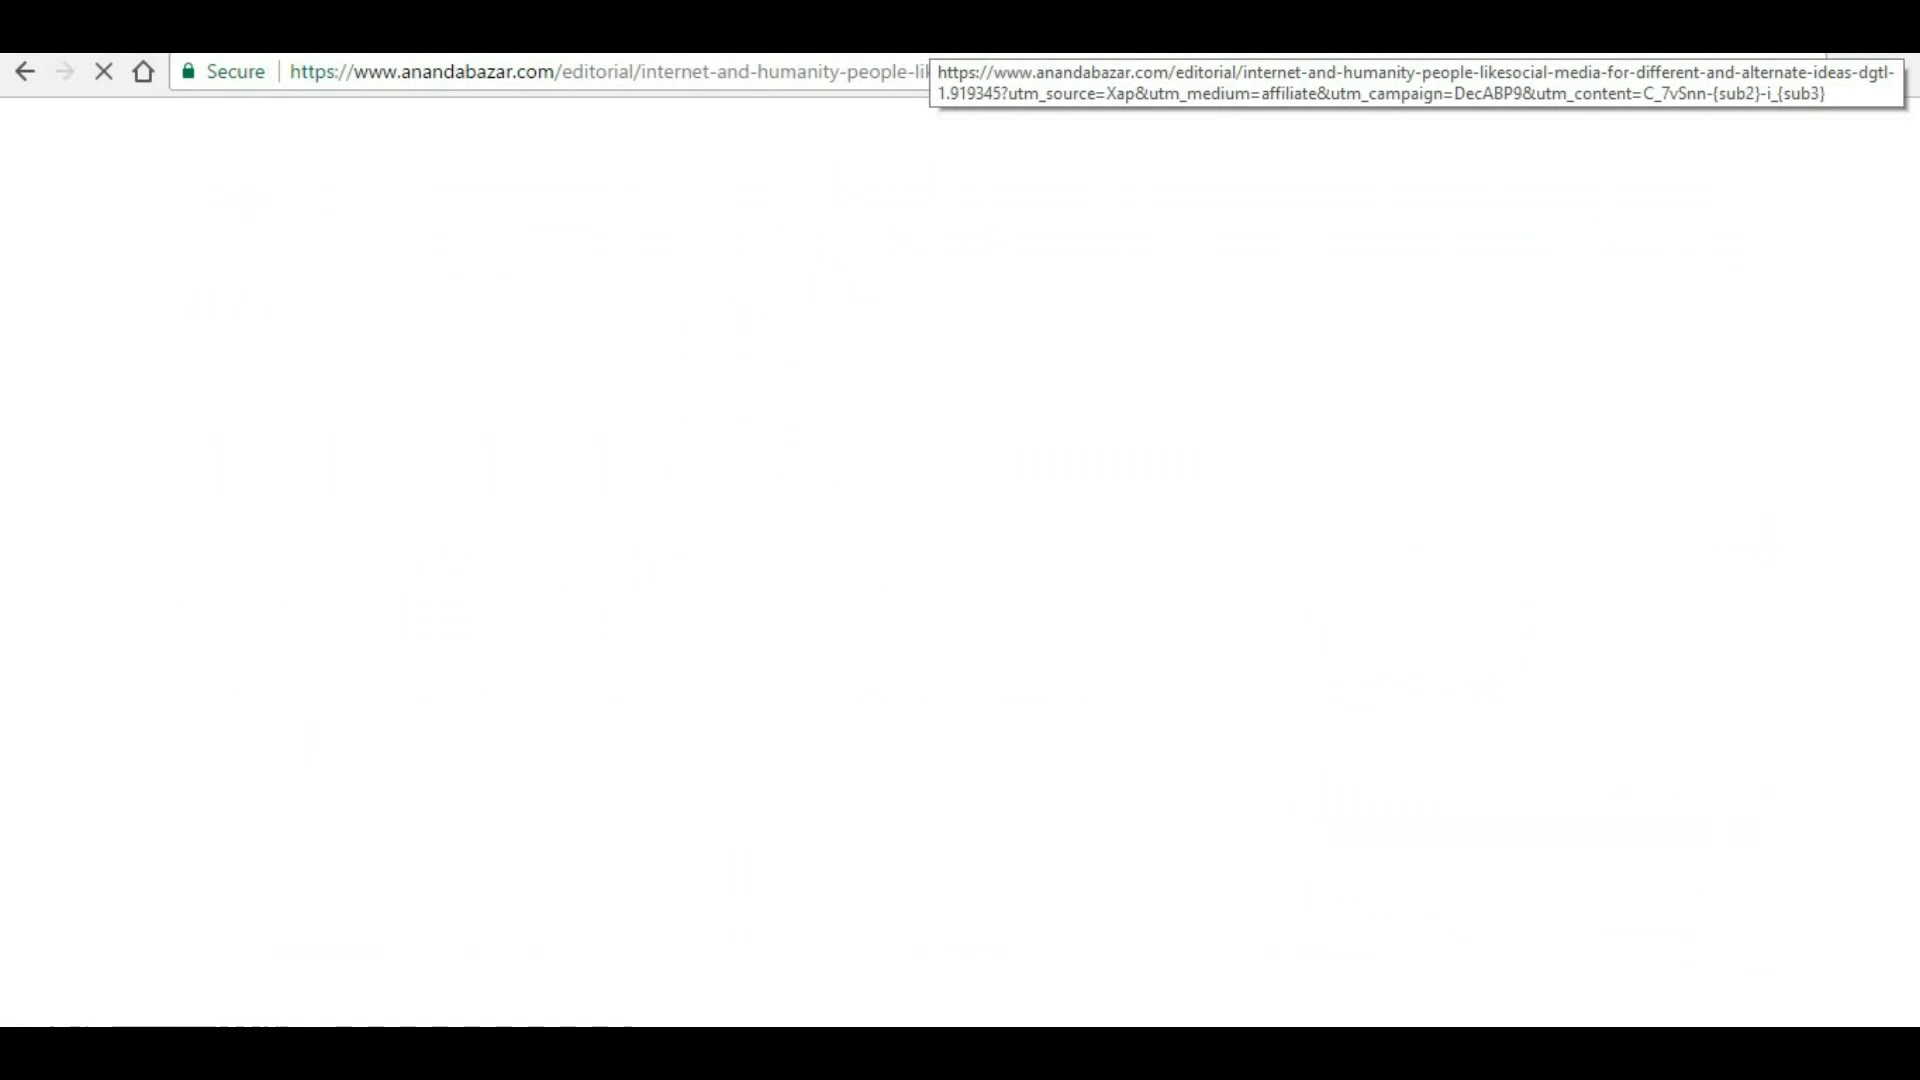 Secure
https://www.anandabazar.com/editorial/internet-and-humanity-people-lik
https://www.anandabazar.com/editorial/internet-and-humanity-people-likesocial-media-for-different-and-alternate-ideas-dgtl-
1.919345?utm_source=Xap&utm_medium=affiliate&utm_campaign=DecABP9&utm_content=C_7vSnn-{sub2}-i_{sub3}